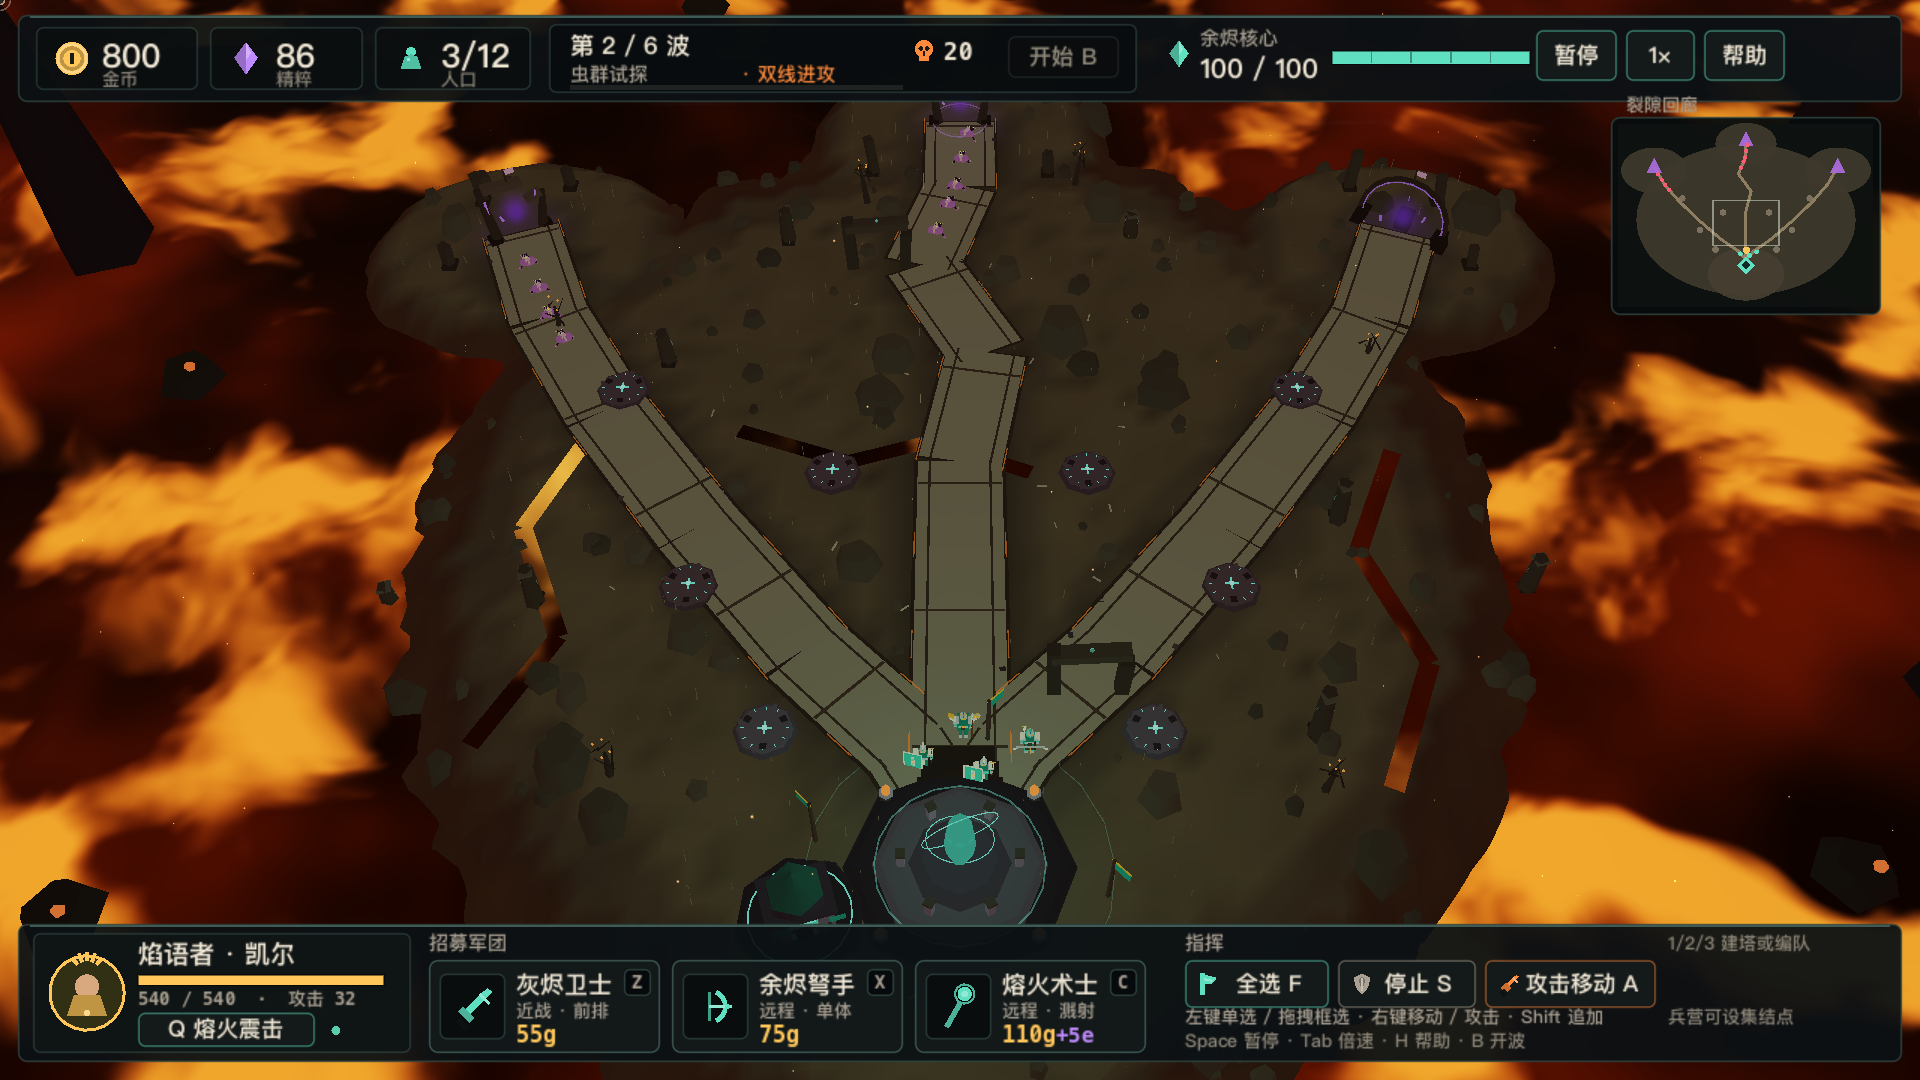 800
金币
86
精粹
3/12
人口
第 2 / 6 波
虫群试探 · 双线进攻
20
开始 B
余烬核心
100 / 100
暂停
1×
帮助
裂隙回廊
焰语者 · 凯尔
540 / 540 · 攻击 32
Q 熔火震击
招募军团
灰烬卫士 Z
近战 · 前排
55g
余烬弩手 X
远程 · 单体
75g
熔火术士 C
远程 · 溅射
110g+5e
指挥
全选 F
停止 S
攻击移动 A
左键单选 / 拖拽框选 · 右键移动 / 攻击 · Shift 追加
Space 暂停 · Tab 倍速 · H 帮助 · B 开波
1/2/3 建塔或编队
兵营可设集结点